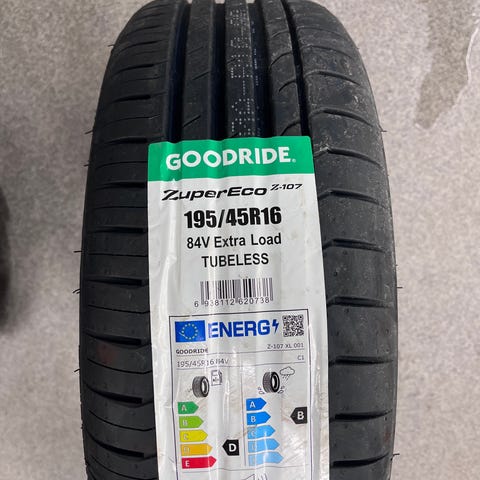 GOODRIDE®
ZuperEco Z-107
195/45R16
84V Extra Load
TUBELESS
6 938112 620738
ENERG
GOODRIDE
Z-107 XL 001
195/45R16 84V
C1
A
B
C
D
E
D
A
B
C
D
B